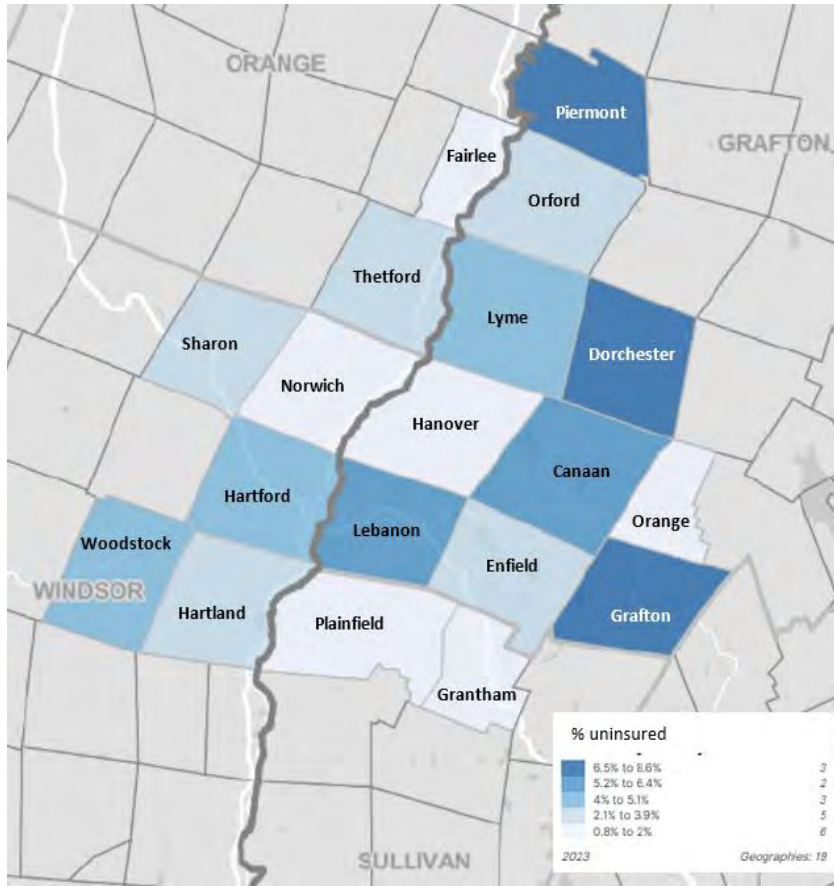 ORANGE
Piermont
GRAFTON
Fairlee
Orford
Thetford
Lyme
Sharon
Dorchester
Norwich
Hanover
Canaan
Hartford
Orange
Woodstock
Lebanon
Enfield
WINDSOR
Hartland
Plainfield
Grafton
Grantham
% uninsured
6.5% to 8.6% 3
5.2% to 6.4% 2
4% to 5.1% 3
2.1% to 3.9% 5
0.8% to 2% 6
2023 Geographies: 19
SULLIVAN